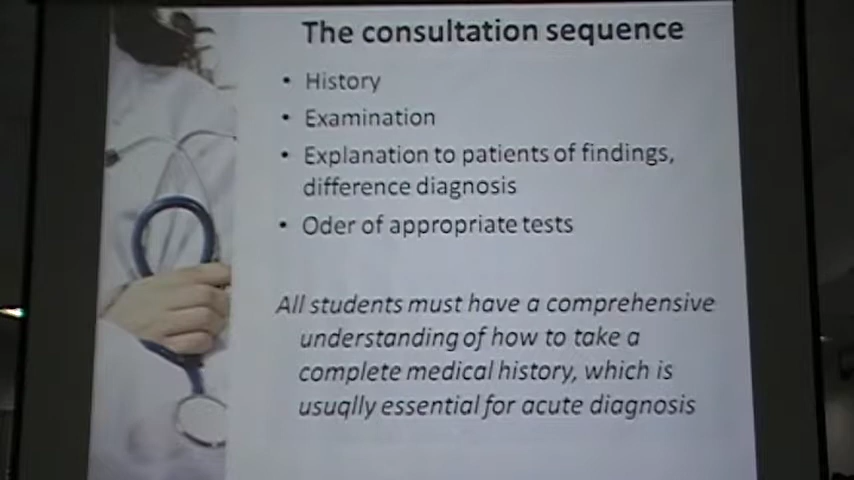 The consultation sequence
• History
• Examination
• Explanation to patients of findings,
difference diagnosis
• Oder of appropriate tests
All students must have a comprehensive
understanding of how to take a
complete medical history, which is
usuqlly essential for acute diagnosis